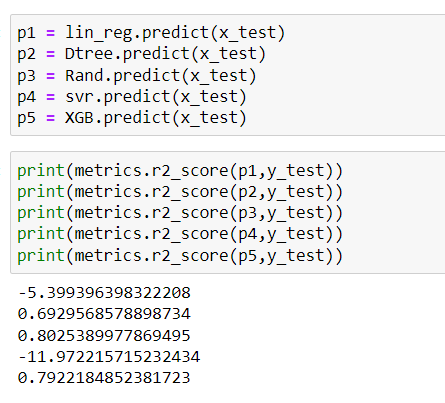 p1 = lin_reg.predict(x_test)
p2 = Dtree.predict(x_test)
p3 = Rand.predict(x_test)
p4 = svr.predict(x_test)
p5 = XGB.predict(x_test)
print(metrics.r2_score(p1,y_test))
print(metrics.r2_score(p2,y_test))
print(metrics.r2_score(p3,y_test))
print(metrics.r2_score(p4,y_test))
print(metrics.r2_score(p5,y_test))
-5.399396398322208
0.6929568578898734
0.8025389977869495
-11.972215715232434
0.7922184852381723